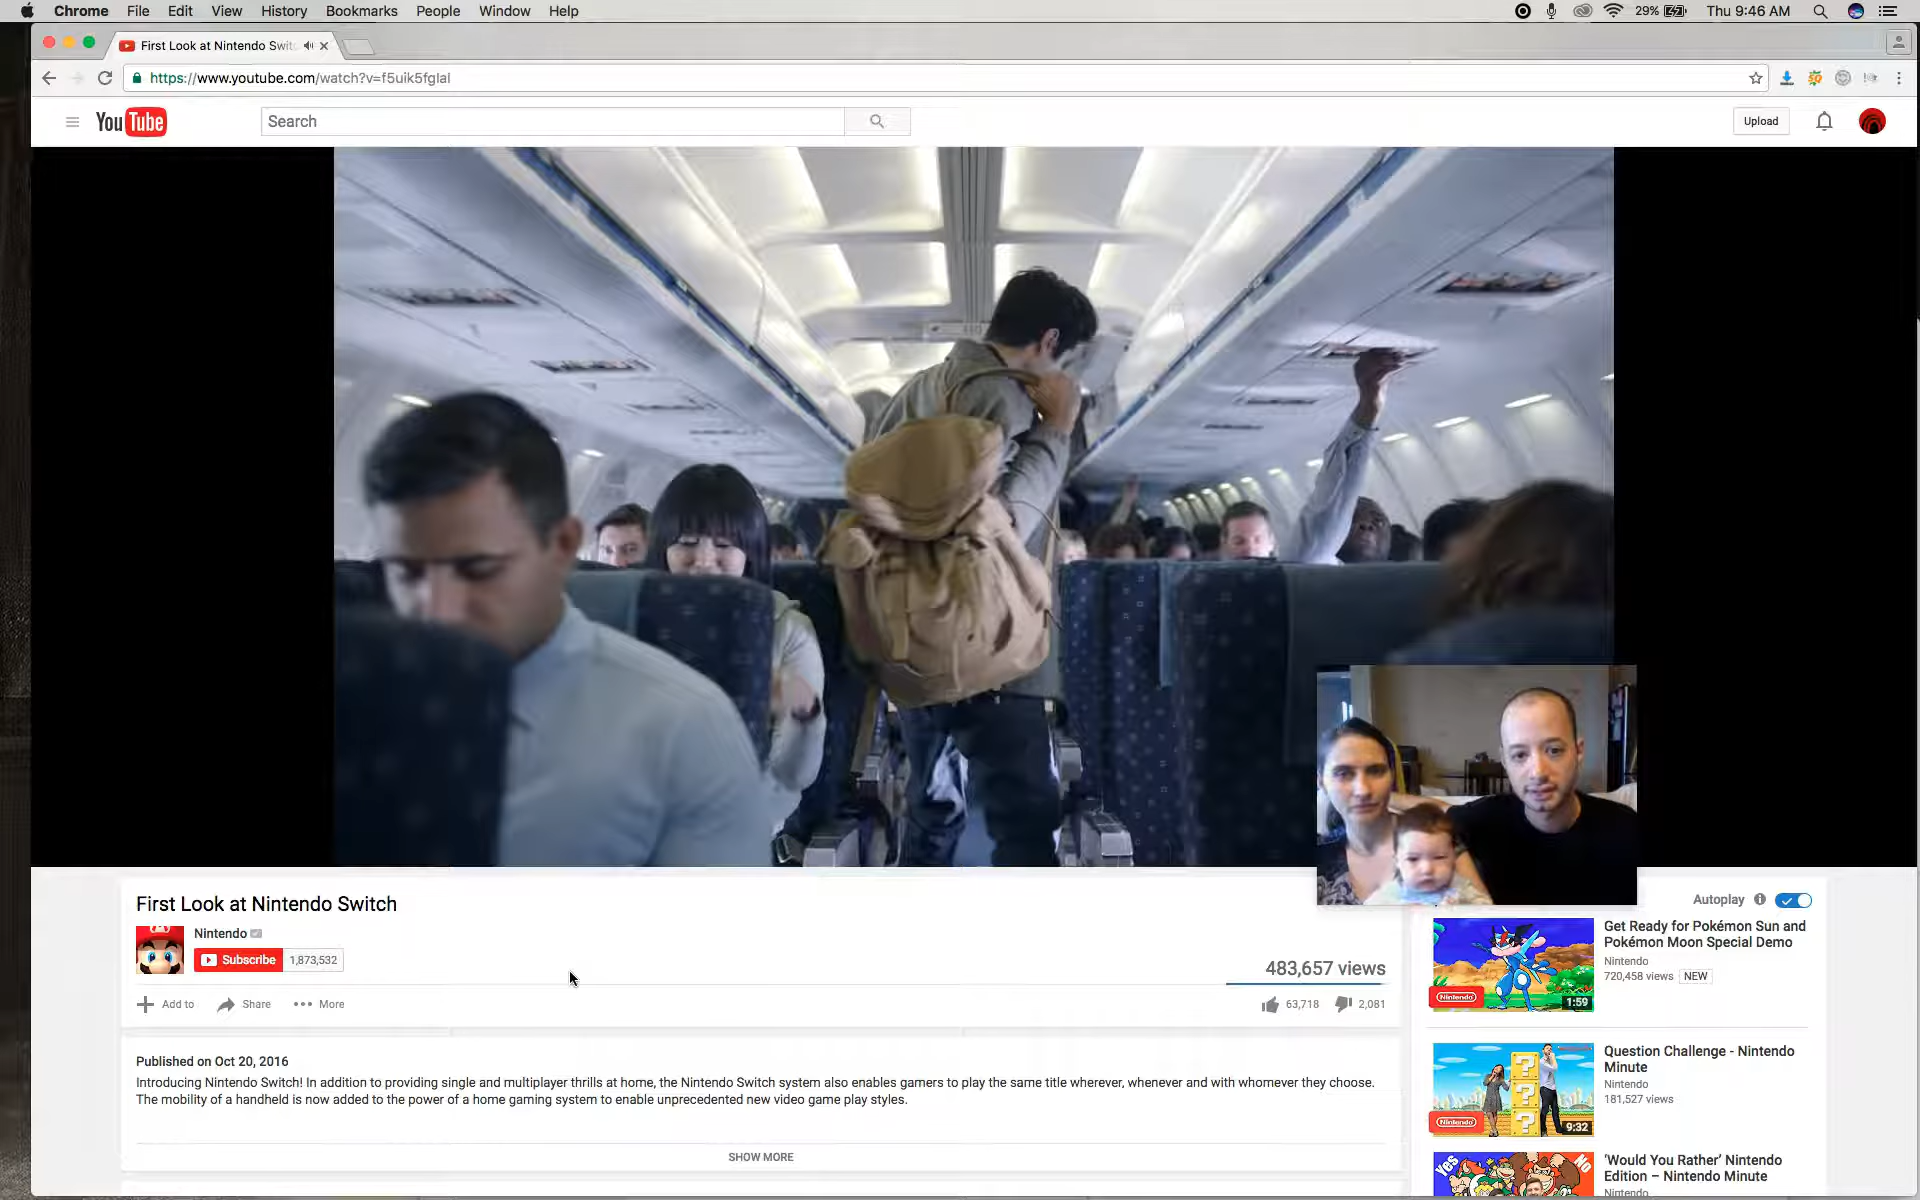 Chrome File Edit View History Bookmarks People Window Help
29% Thu 9:46 AM
First Look at Nintendo Swit
https://www.youtube.com/watch?v=f5uik5fgIaI
YouTube
Search
Upload
First Look at Nintendo Switch
Nintendo
Subscribe 1,873,532
483,657 views
Add to Share More
63,718 2,081
Published on Oct 20, 2016
Introducing Nintendo Switch! In addition to providing single and multiplayer thrills at home, the Nintendo Switch system also enables gamers to play the same title wherever, whenever and with whomever they choose.
The mobility of a handheld is now added to the power of a home gaming system to enable unprecedented new video game play styles.
SHOW MORE
Autoplay
Get Ready for Pokémon Sun and
Pokémon Moon Special Demo
Nintendo
720,458 views NEW
Nintendo
1:59
Question Challenge - Nintendo
Minute
Nintendo
181,527 views
Nintendo
9:32
'Would You Rather' Nintendo
Edition – Nintendo Minute
Nintendo
Yes No